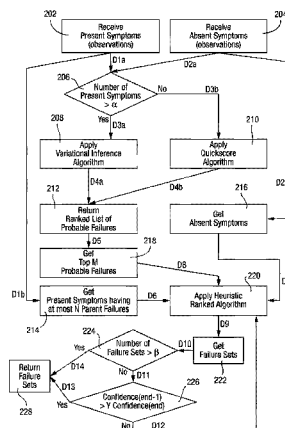 202
204
Receive
Present Symptoms
(observations)
Receive
Absent Symptoms
(observations)
D1a
D2a
206
Number of
Present Symptoms
> α
No
D3b
Yes
D3a
208
210
Apply
Variational Inference
Algorithm
Apply
Quickscore
Algorithm
D4a
D4b
212
216
Return
Ranked List of
Probable Failures
Get
Absent Symptoms
D2
D5
218
Get
Top M
Probable Failures
D8
220
D1b
Get
Present Symptoms having
at most N Parent Failures
D6
Apply Heuristic
Ranked Algorithm
D
214
D9
224
Number of
Failure Sets > β
Yes
D10
Get
Failure Sets
222
No
D11
D14
Return
Failure
Sets
D13
228
226
Confidence(end-1)
> Y Confidence(end)
Yes
No
D12